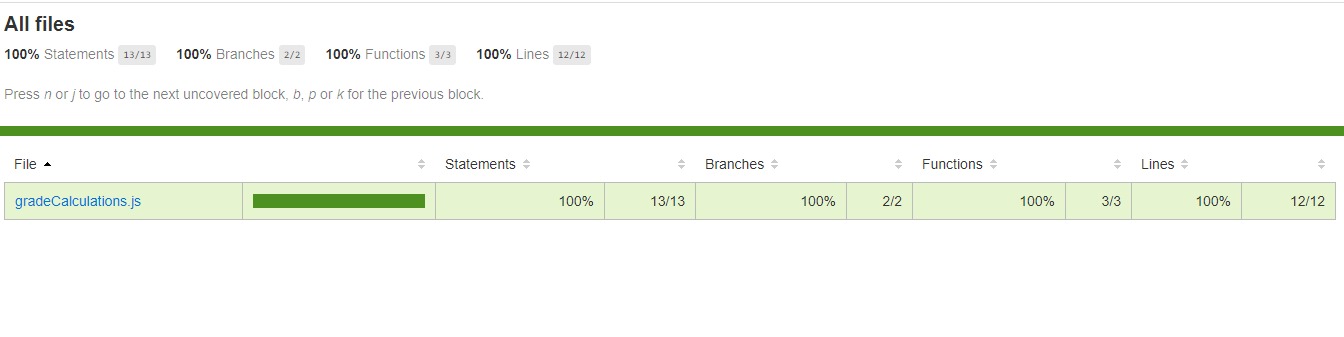 All files
100% Statements 13/13 100% Branches 2/2 100% Functions 3/3 100% Lines 12/12
Press n or j to go to the next uncovered block, b, p or k for the previous block.
File Statements Branches Functions Lines
gradeCalculations.js 100% 13/13 100% 2/2 100% 3/3 100% 12/12